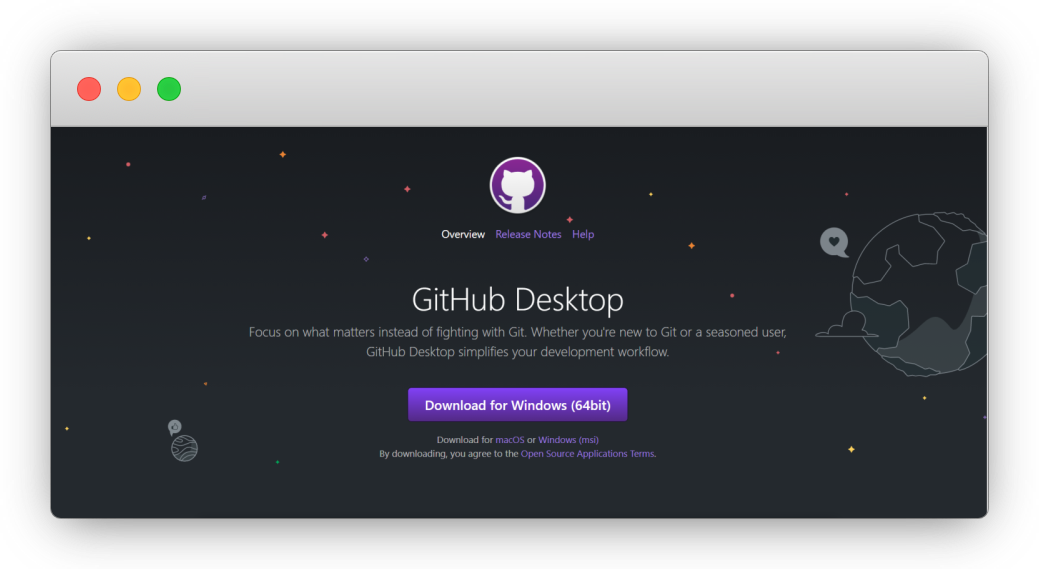 Overview Release Notes Help
GitHub Desktop
Focus on what matters instead of fighting with Git. Whether you're new to Git or a seasoned user,
GitHub Desktop simplifies your development workflow.
Download for Windows (64bit)
Download for macOS or Windows (msi)
By downloading, you agree to the Open Source Applications Terms.